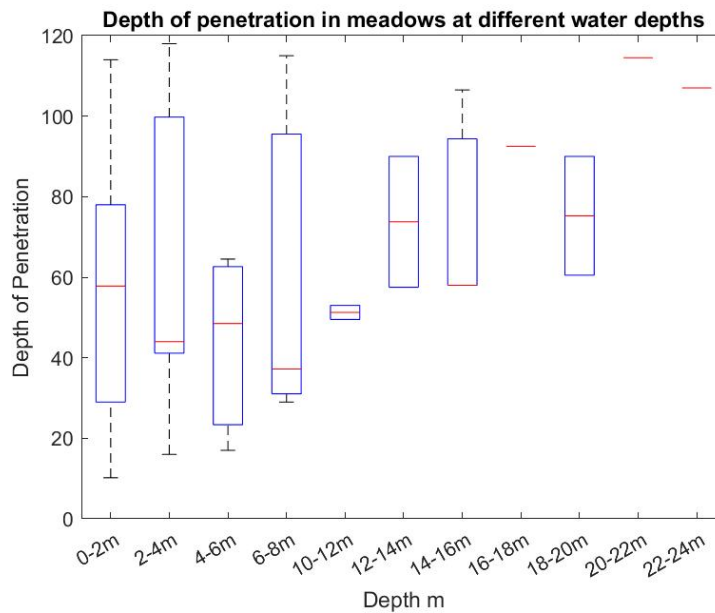 Depth of penetration in meadows at different water depths
120
100
80
60
40
20
0
Depth of Penetration
0-2m
2-4m
4-6m
6-8m
10-12m
12-14m
14-16m
16-18m
18-20m
20-22m
22-24m
Depth m